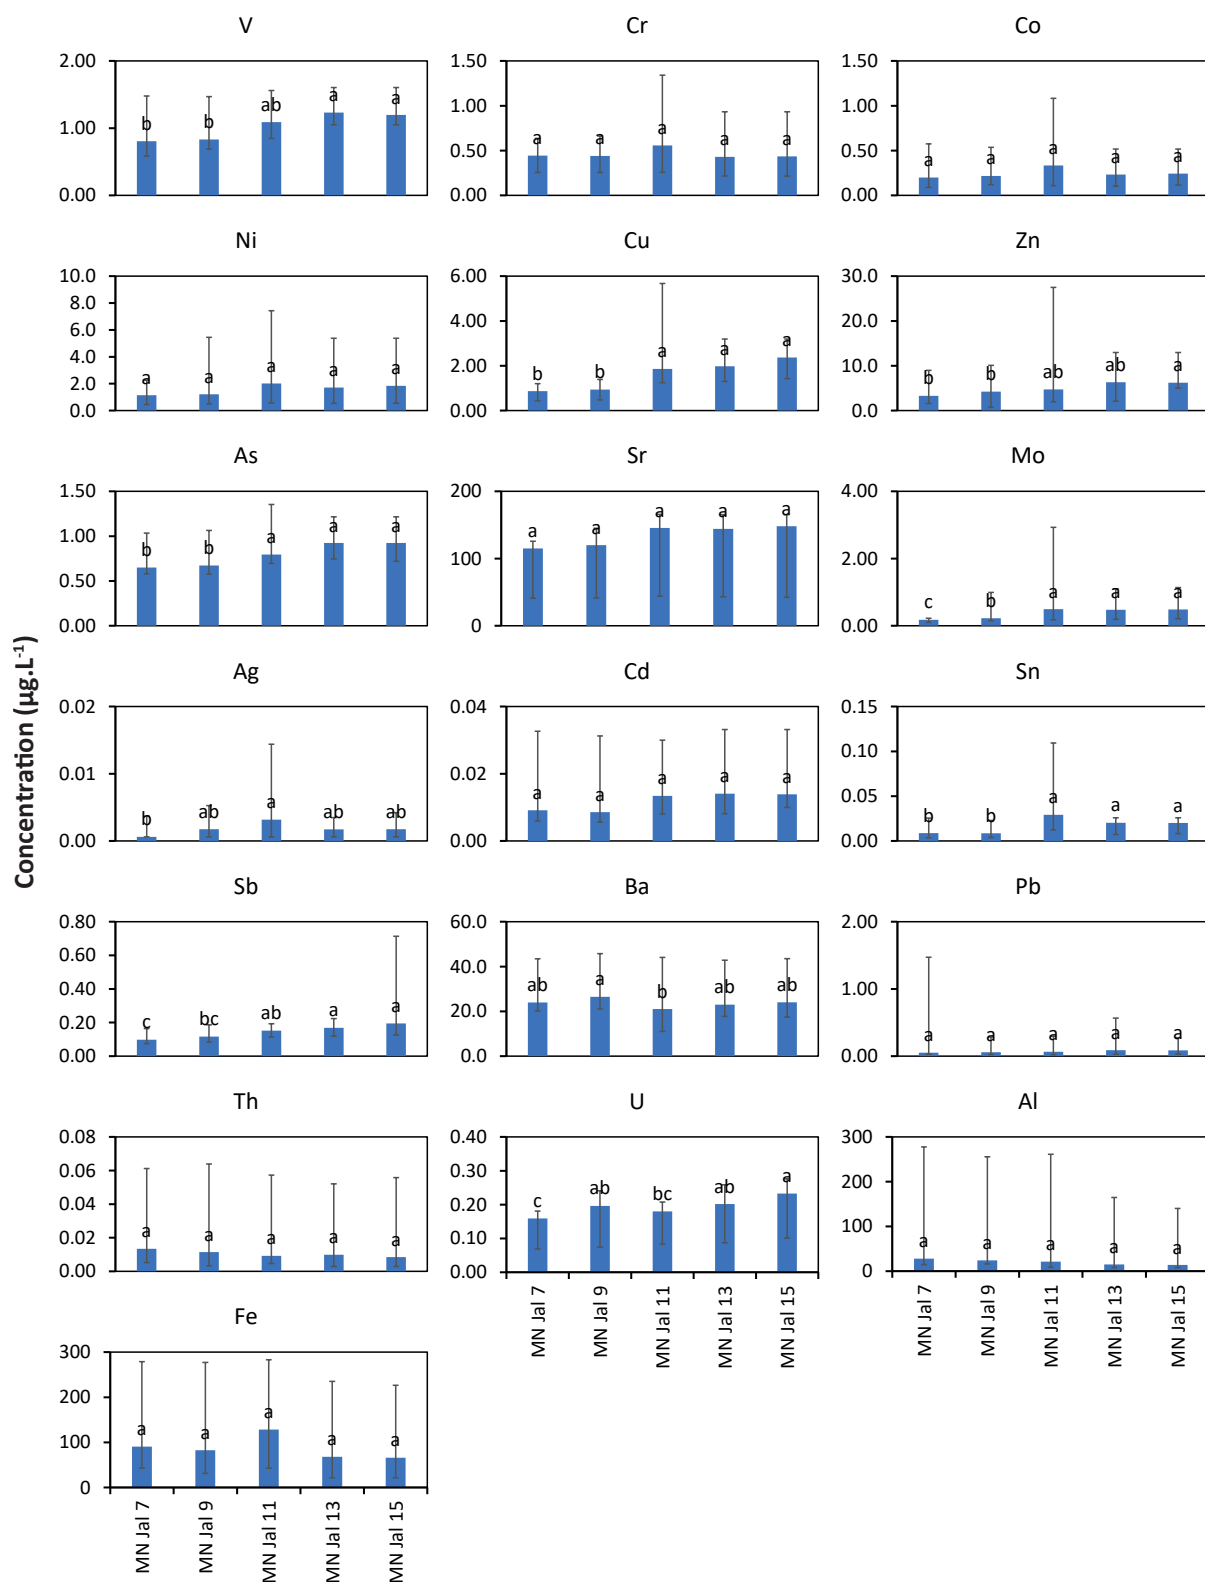 V
Cr
Co
2.00
1.00
0.00
b
b
ab
a
a
1.50
1.00
0.50
0.00
a
a
a
a
a
1.50
1.00
0.50
0.00
a
a
a
a
a
Ni
Cu
Zn
10.0
8.0
6.0
4.0
2.0
0.0
a
a
a
a
a
6.00
4.00
2.00
0.00
b
b
a
a
a
30.0
20.0
10.0
0.0
b
b
ab
ab
a
As
Sr
Mo
1.50
1.00
0.50
0.00
b
b
a
a
a
200
100
0
a
a
a
a
a
4.00
2.00
0.00
c
b
a
a
a
Concentration (µg.L⁻¹)
Ag
Cd
Sn
0.02
0.01
0.00
b
ab
a
ab
ab
0.04
0.02
0.00
a
a
a
a
a
0.15
0.10
0.05
0.00
b
b
a
a
a
Sb
Ba
Pb
0.80
0.60
0.40
0.20
0.00
c
bc
ab
a
a
60.0
40.0
20.0
0.0
ab
a
b
ab
ab
2.00
1.00
0.00
a
a
a
a
a
Th
U
Al
0.08
0.06
0.04
0.02
0.00
a
a
a
a
a
0.40
0.30
0.20
0.10
0.00
c
ab
bc
ab
a
300
200
100
0
a
a
a
a
a
MN Jal 7
MN Jal 9
MN Jal 11
MN Jal 13
MN Jal 15
MN Jal 7
MN Jal 9
MN Jal 11
MN Jal 13
MN Jal 15
Fe
300
200
100
0
a
a
a
a
a
MN Jal 7
MN Jal 9
MN Jal 11
MN Jal 13
MN Jal 15